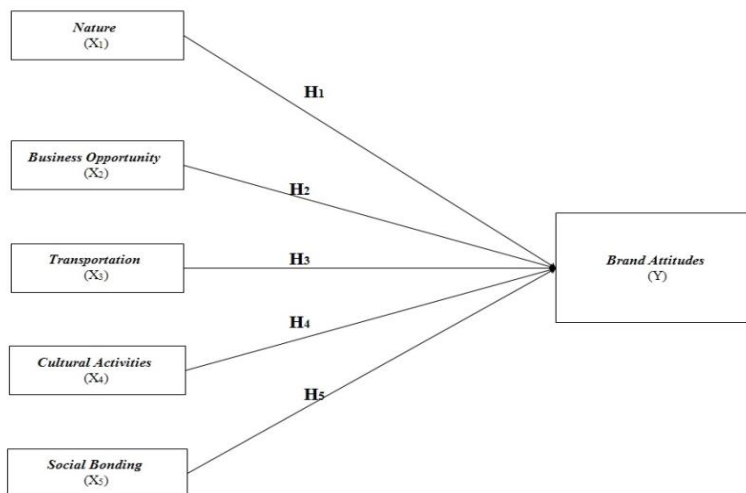 Nature
(X₁)
H₁
Business Opportunity
(X₂)
H₂
Transportation
(X₃)
H₃
Brand Attitudes
(Y)
H₄
Cultural Activities
(X₄)
H₅
Social Bonding
(X₅)